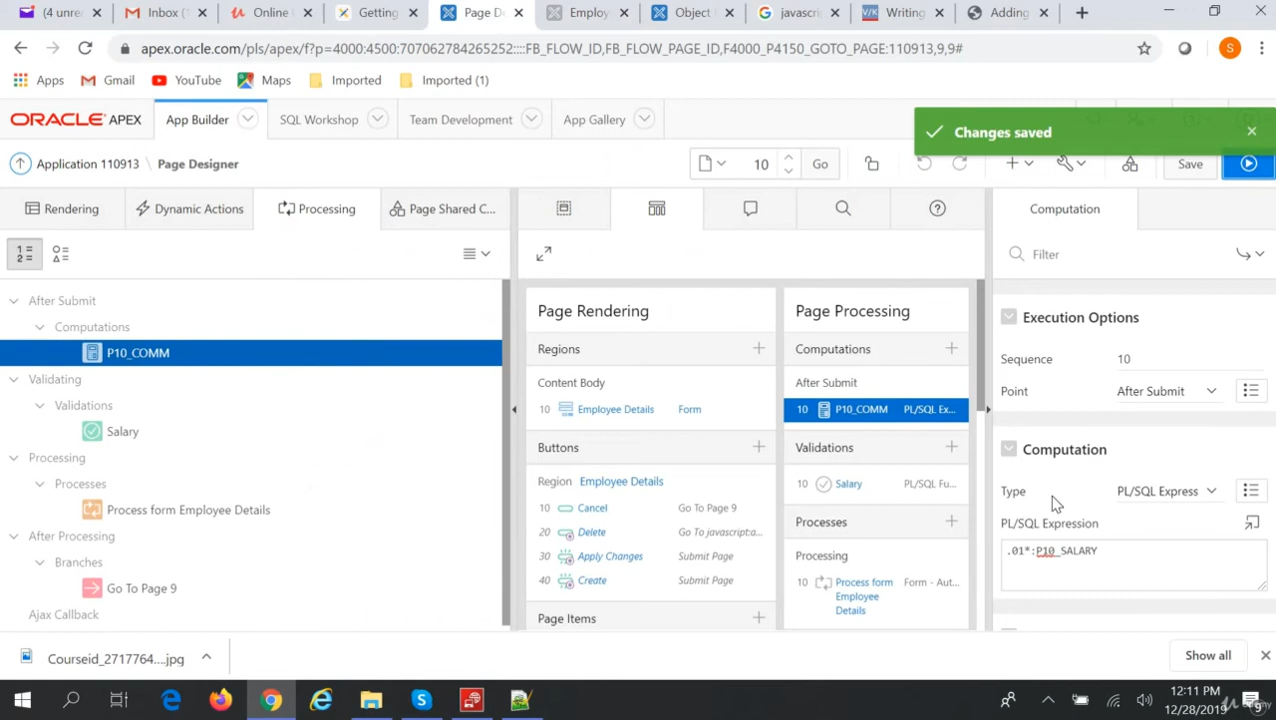 (4 unrea
Inbox (1
Online
Getting
Page De
Employ
Object
javascrip
Writing
Adding
apex.oracle.com/pls/apex/f?p=4000:4500:707062784265252::::FB_FLOW_ID,FB_FLOW_PAGE_ID,F4000_P4150_GOTO_PAGE:110913,9,9#
S
Apps
Gmail
YouTube
Maps
Imported
Imported (1)
ORACLE APEX
App Builder
SQL Workshop
Team Development
App Gallery
Changes saved
Application 110913
Page Designer
10
Go
Save
Rendering
Dynamic Actions
Processing
Page Shared C...
Computation
Filter
After Submit
Computations
P10_COMM
Validating
Validations
Salary
Processing
Processes
Process form Employee Details
After Processing
Branches
Go To Page 9
Ajax Callback
Page Rendering
Regions
Content Body
10 Employee Details Form
Buttons
Region Employee Details
10 Cancel Go To Page 9
20 Delete Go To javascript:a...
30 Apply Changes Submit Page
40 Create Submit Page
Page Items
Page Processing
Computations
After Submit
10 P10_COMM PL/SQL Ex...
Validations
10 Salary PL/SQL Fu...
Processes
Processing
10 Process form Form - Aut...
Employee
Details
Execution Options
Sequence 10
Point After Submit
Computation
Type PL/SQL Express
PL/SQL Expression
.01*:P10_SALARY
Courseid_2717764....jpg
Show all
12:11 PM
12/28/2019